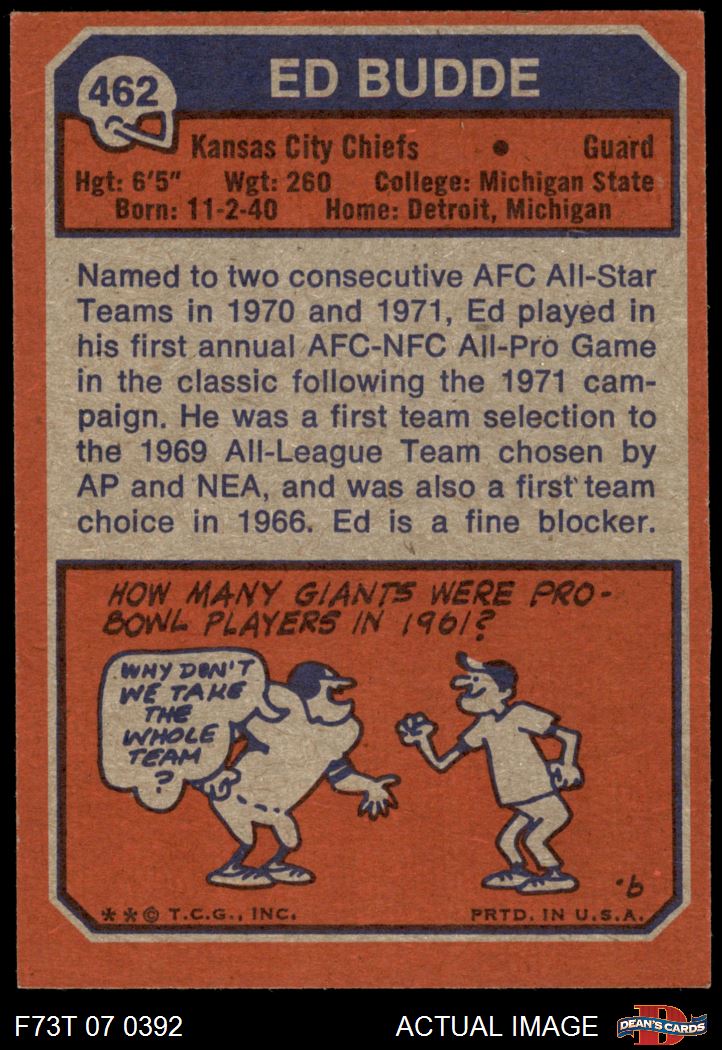 462
ED BUDDE
Kansas City Chiefs • Guard
Hgt: 6'5" Wgt: 260 College: Michigan State
Born: 11-2-40 Home: Detroit, Michigan
Named to two consecutive AFC All-Star
Teams in 1970 and 1971, Ed played in
his first annual AFC-NFC All-Pro Game
in the classic following the 1971 cam-
paign. He was a first team selection to
the 1969 All-League Team chosen by
AP and NEA, and was also a first team
choice in 1966. Ed is a fine blocker.
HOW MANY GIANTS WERE PRO-
BOWL PLAYERS IN 1961?
WHY DON'T
WE TAKE
THE
WHOLE
TEAM
?
* * © T.C.G., INC. PRTD. IN U.S.A.
F73T 07 0392 ACTUAL IMAGE
D
DEAN'S CARDS